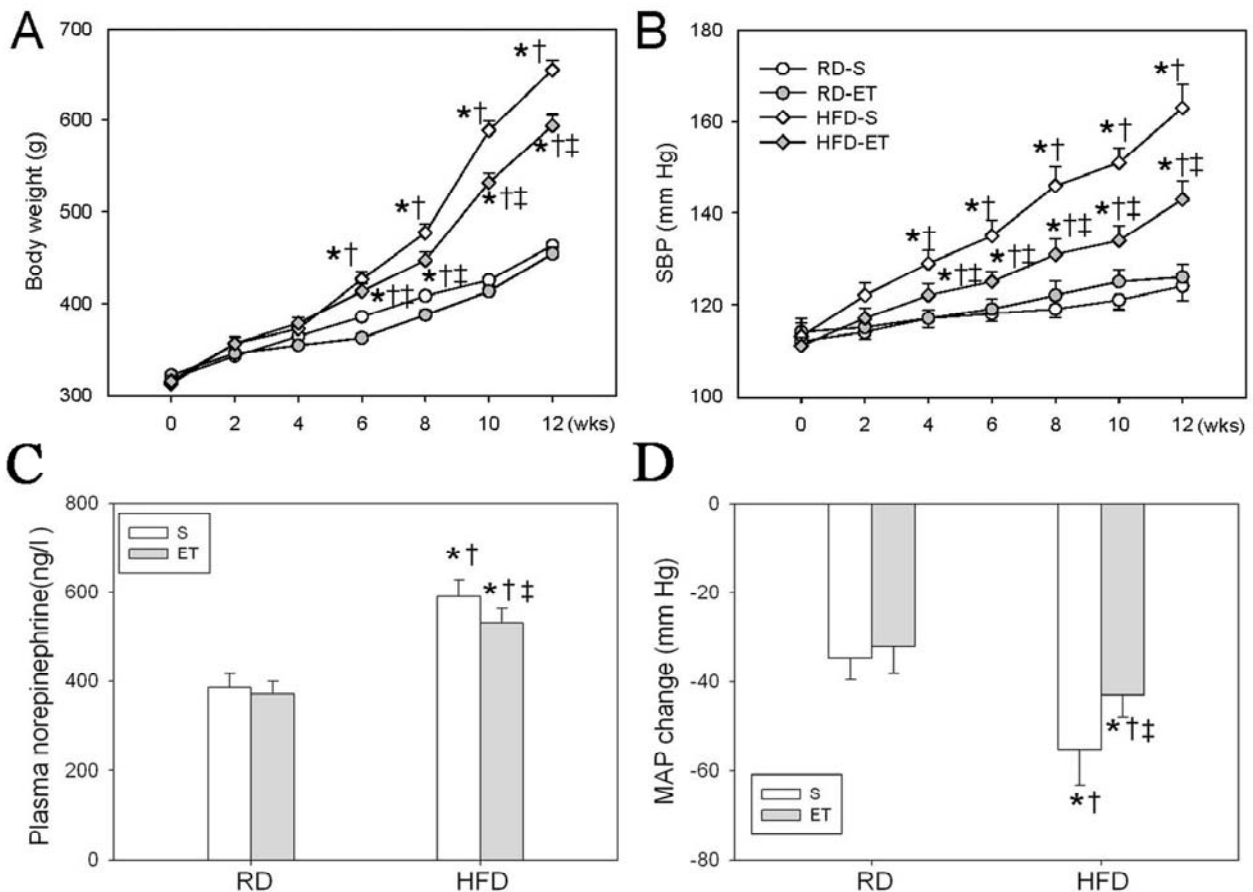 A
Body weight (g)
700
600
500
400
300
*†
*†
*†
*†
*†‡
*†‡
*†‡
*†‡
0 2 4 6 8 10 12 (wks)
B
SBP (mm Hg)
180
160
140
120
100
RD-S
RD-ET
HFD-S
HFD-ET
*†
*†
*†
*†
*†
*†‡
*†‡
*†‡
*†‡
*†‡
0 2 4 6 8 10 12 (wks)
C
Plasma norepinephrine(ng/l )
800
600
400
200
0
S
ET
*†
*†‡
RD HFD
D
MAP change (mm Hg)
0
-20
-40
-60
-80
S
ET
*†‡
*†
RD HFD